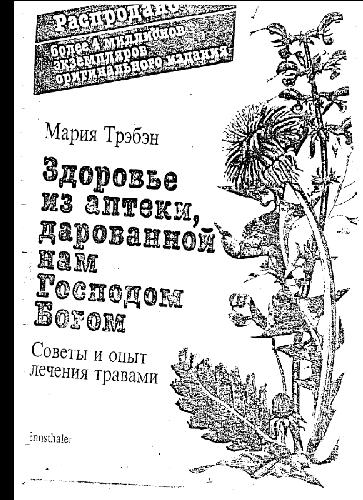 Распродано
более 4 миллионов
экземпляров
оригинального издания
Мария Трэбэн
Здоровье
из аптеки,
дарованной
нам
Господом
Богом
Советы и опыт
лечения травами
Ennsthaler